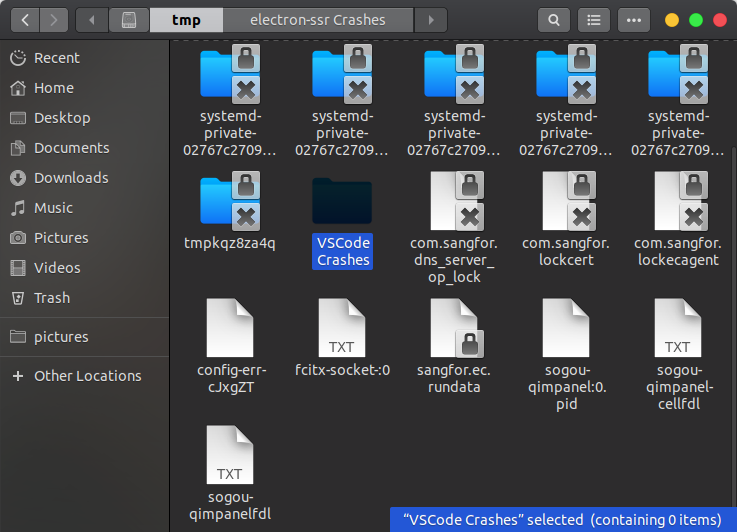 tmp
electron-ssr Crashes
Recent
Home
Desktop
Documents
Downloads
Music
Pictures
Videos
Trash
pictures
Other Locations
systemd-
private-
02767c2709…
systemd-
private-
02767c2709…
systemd-
private-
02767c2709…
systemd-
private-
02767c2709…
systemd-
private-
02767c2709…
tmpkqz8za4q
VSCode
Crashes
com.sangfor.
dns_server_
op_lock
com.sangfor.
lockcert
com.sangfor.
lockecagent
config-err-
cJxgZT
TXT
fcitx-socket-:0
sangfor.ec.
rundata
sogou-
qimpanel:0.
pid
TXT
sogou-
qimpanel-
cellfdl
TXT
sogou-
qimpanelfdl
“VSCode Crashes” selected (containing 0 items)